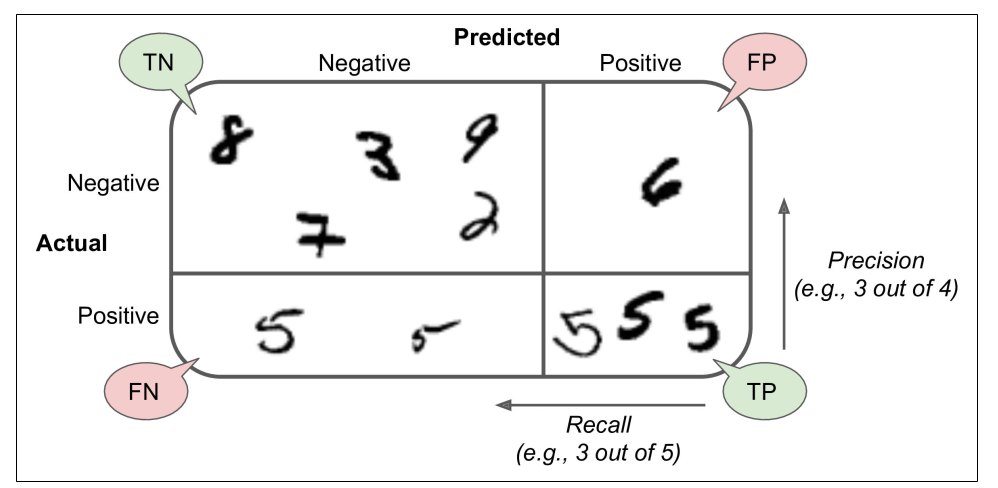 Predicted
TN
Negative
Positive
FP
8
3
9
Negative
6
7
2
Actual
Precision
(e.g., 3 out of 4)
Positive
5
5
5
5
5
FN
TP
Recall
(e.g., 3 out of 5)